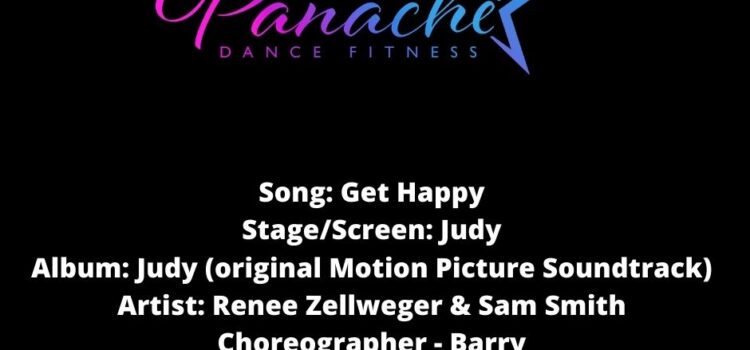 Panache
DANCE FITNESS
Song: Get Happy
Stage/Screen: Judy
Album: Judy (original Motion Picture Soundtrack)
Artist: Renee Zellweger & Sam Smith
Choreographer - Barry